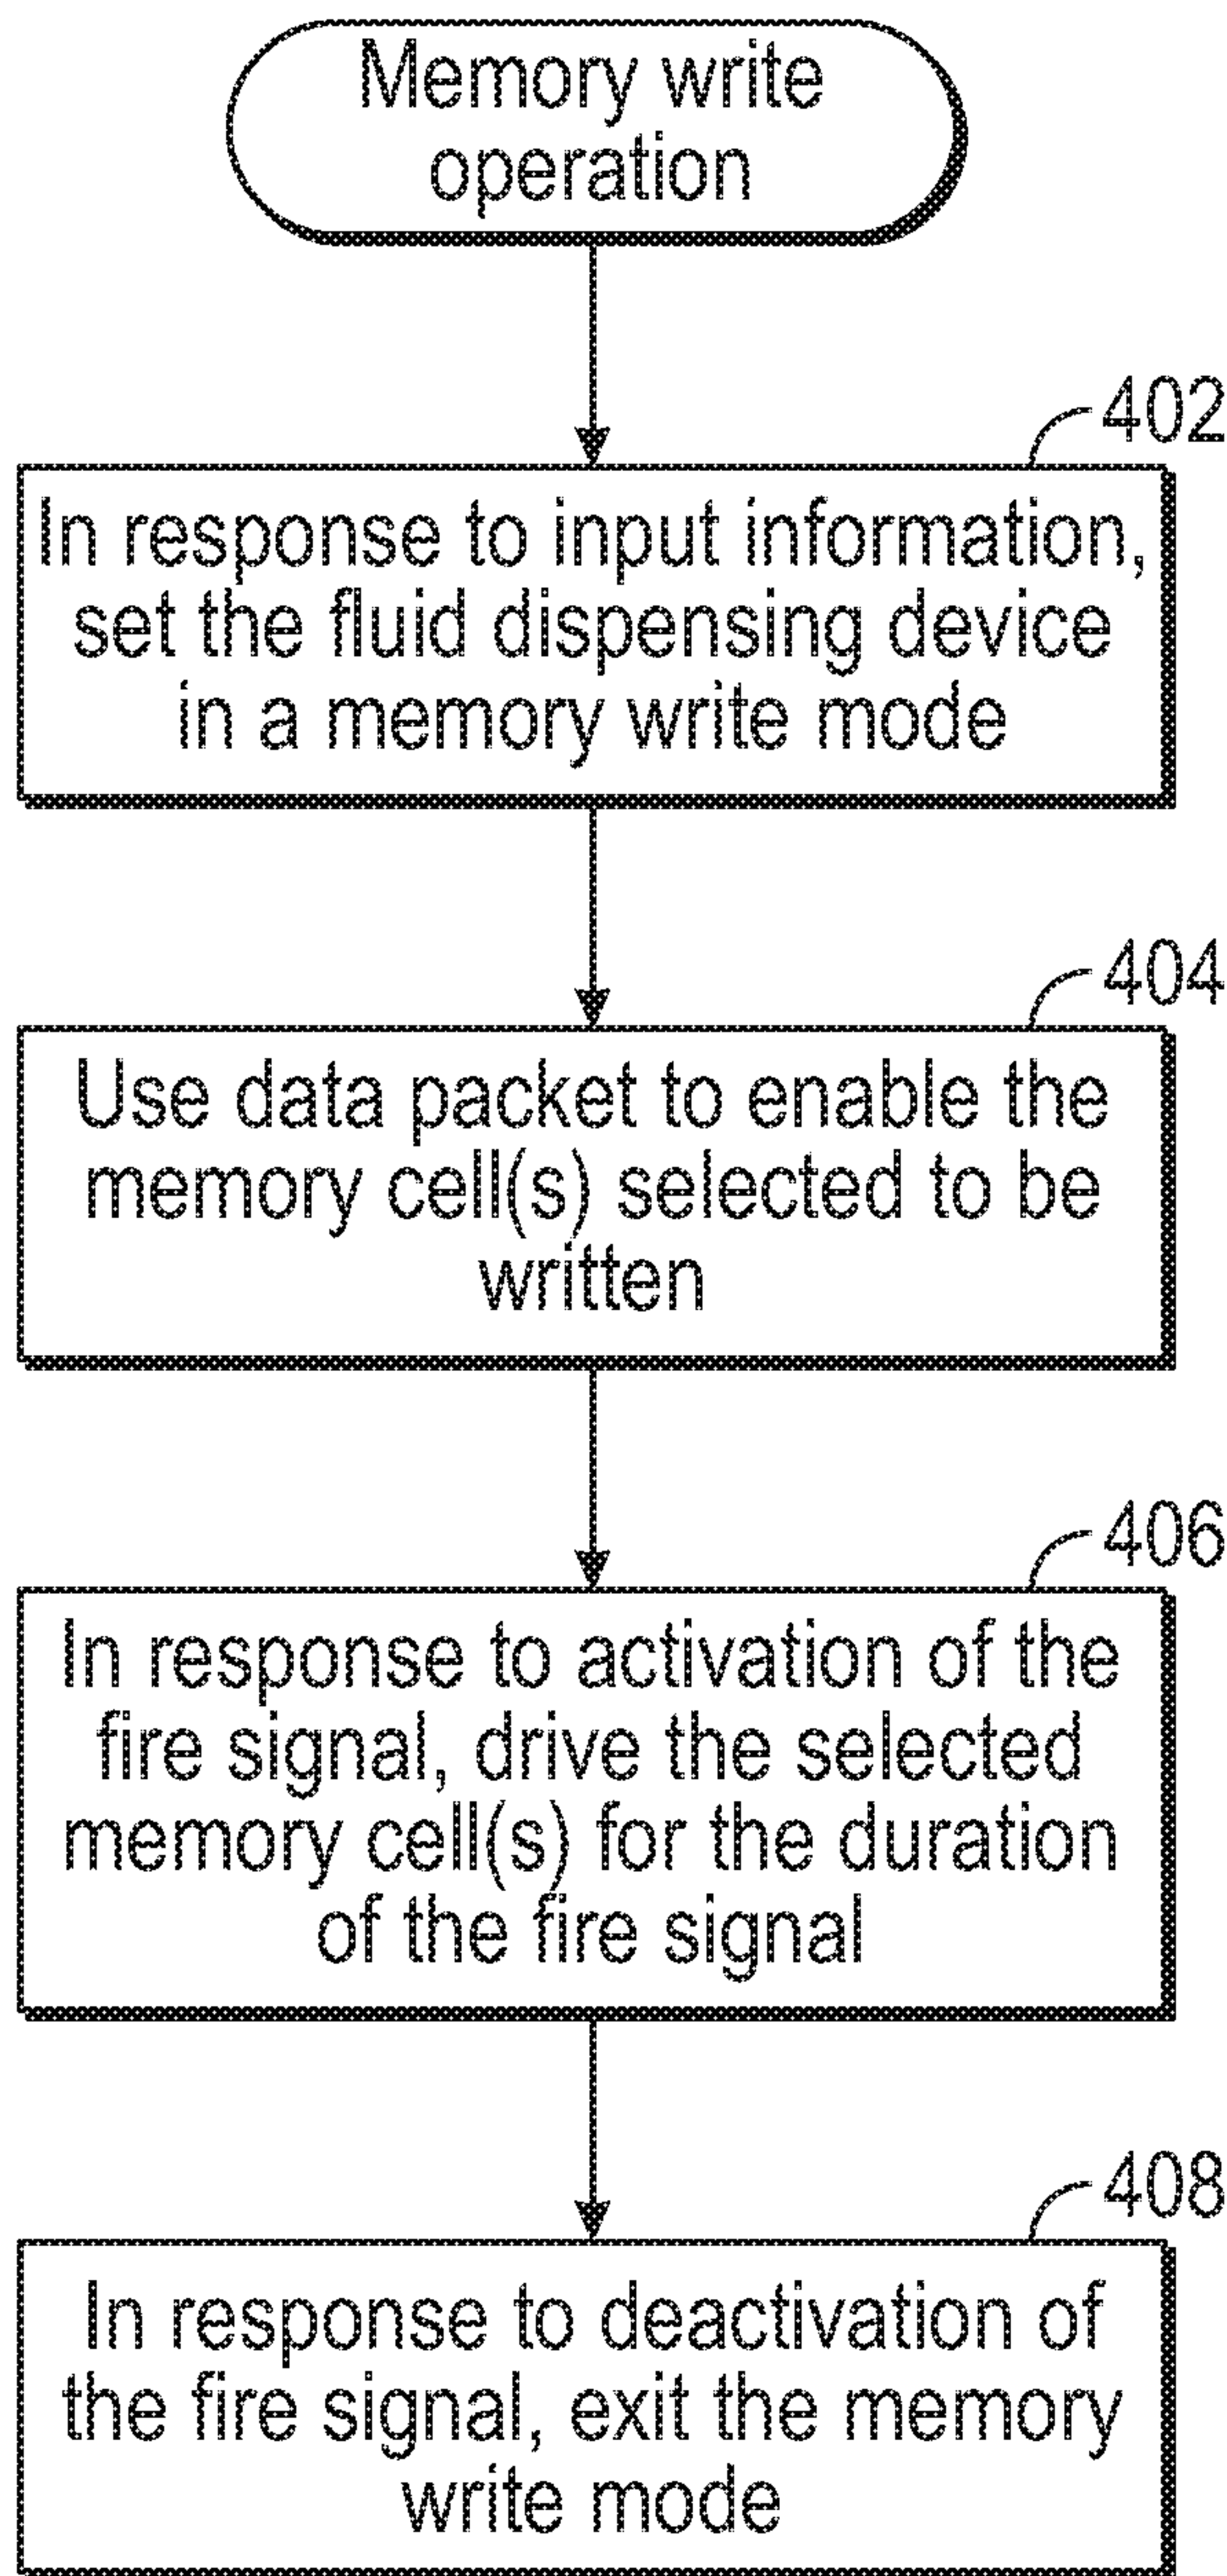 Memory write
operation
402
In response to input information,
set the fluid dispensing device
in a memory write mode
404
Use data packet to enable the
memory cell(s) selected to be
written
406
In response to activation of the
fire signal, drive the selected
memory cell(s) for the duration
of the fire signal
408
In response to deactivation of
the fire signal, exit the memory
write mode